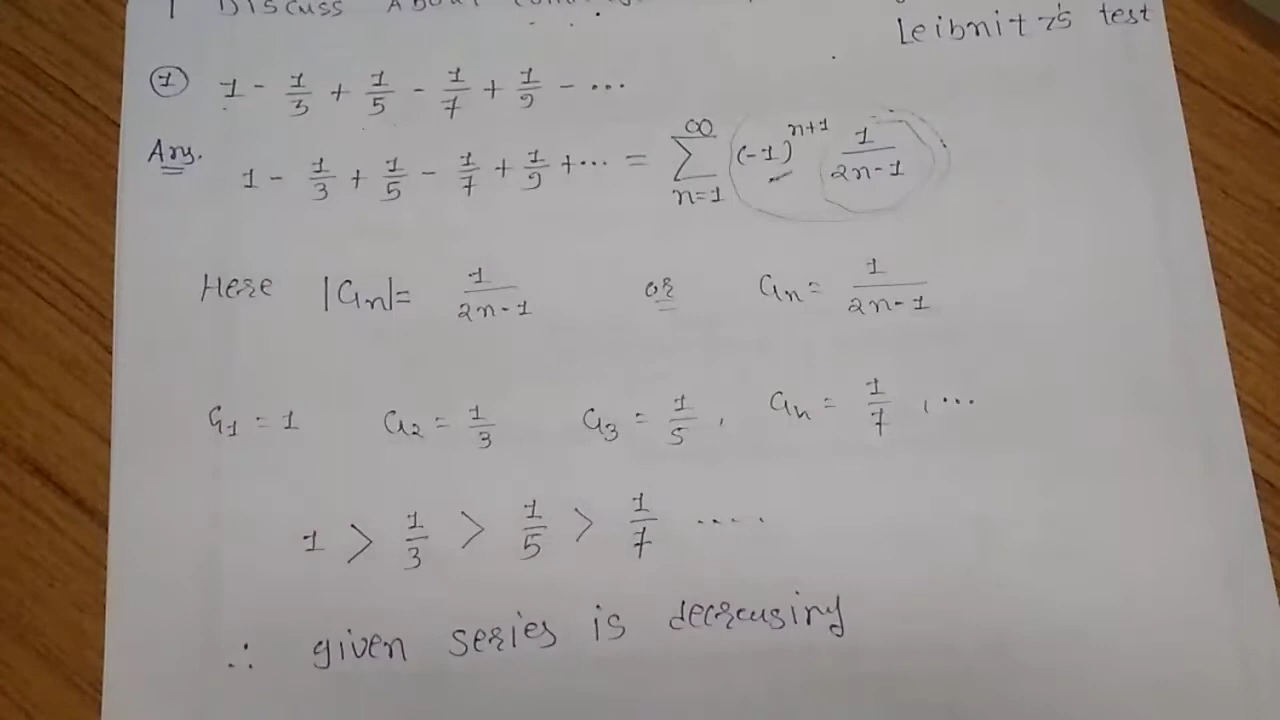 1 DISCUSS ABOUT
Leibnitz's test
① 1 - 1/3 + 1/5 - 1/7 + 1/9 - ...
Ans. 1 - 1/3 + 1/5 - 1/7 + 1/9 + ... = ∑_{n=1}^{∞} (-1)^{n+1} 1/(2n-1)
Here |an| = 1/(2n-1) or an = 1/(2n-1)
a1 = 1 a2 = 1/3 a3 = 1/5 , an = 1/7 , ...
1 > 1/3 > 1/5 > 1/7 .....
∴ given series is decreasing